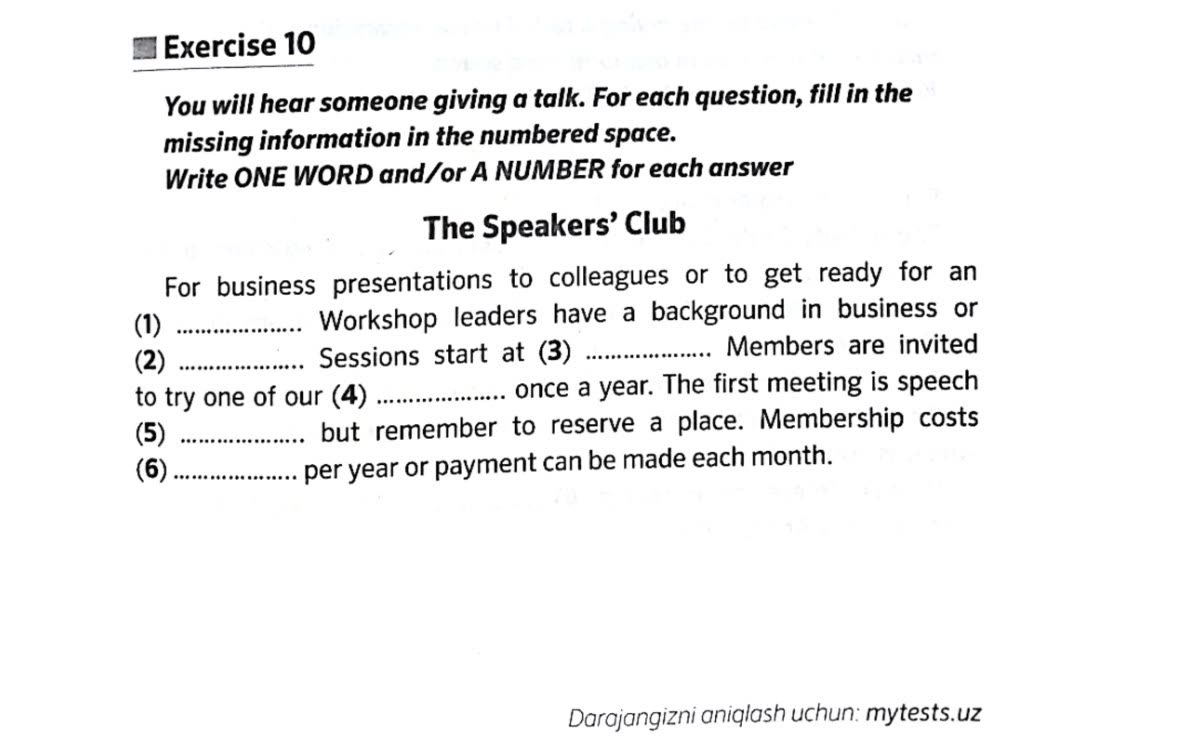 Exercise 10
You will hear someone giving a talk. For each question, fill in the
missing information in the numbered space.
Write ONE WORD and/or A NUMBER for each answer
The Speakers' Club
For business presentations to colleagues or to get ready for an
(1) ..................... Workshop leaders have a background in business or
(2) ..................... Sessions start at (3) ..................... Members are invited
to try one of our (4) ..................... once a year. The first meeting is speech
(5) ..................... but remember to reserve a place. Membership costs
(6) ..................... per year or payment can be made each month.
Darajangizni aniqlash uchun: mytests.uz